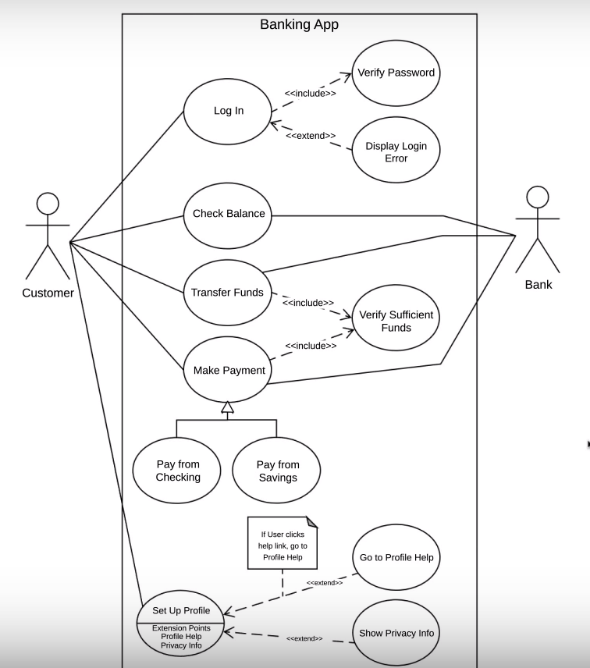 Banking App
Verify Password
Log In
<<include>>
<<extend>>
Display Login
Error
Check Balance
Customer
Bank
Transfer Funds
<<include>>
Verify Sufficient
Funds
<<include>>
Make Payment
Pay from
Checking
Pay from
Savings
If User clicks
help link, go to
Profile Help
Go to Profile Help
<<extend>>
Set Up Profile
Extension Points
Profile Help
Privacy Info
<<extend>>
Show Privacy Info